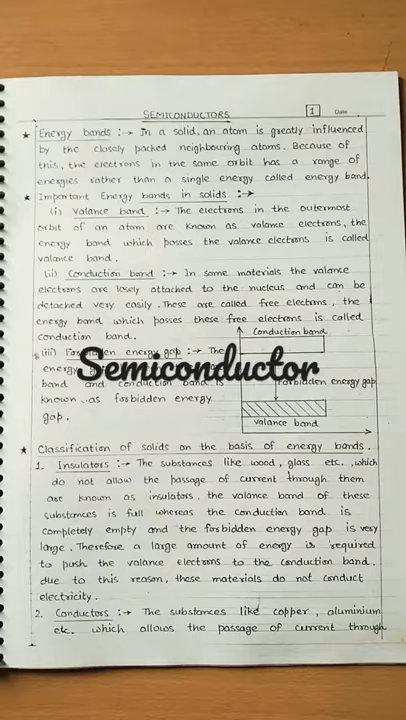 SEMICONDUCTORS
1
Date
★ Energy bands :→ In a solid, an atom is greatly influenced
by the closely packed neighbouring atoms. Because of
this, the electrons in the same orbit has a range of
energies rather than a single energy called energy band.
★ Important Energy bands in solids :→
(i) Valance band :→ The electrons in the outermost
orbit of an atom are known as valance electrons, the
energy band which posses the valance electrons is called
valance band.
(ii) Conduction band :→ In some materials the valance
electrons are losely attached to the nucleus and can be
detached very easily. These are called free electrons, the
energy band which posses these free electrons is called
conduction band.
Conduction band
(iii) Forbidden energy gap :→ The
Semiconductor
energy
band and conduction band is
forbidden energy gap
known as forbidden energy
gap.
valance band
★ Classification of solids on the basis of energy bands.
1. Insulators :→ The substances like wood, glass etc. , which
do not allow the passage of current through them
are known as insulators, the valance band of these
substances is full whereas the conduction band is
completely empty and the forbidden energy gap is very
large. Therefore a large amount of energy is required
to push the valance electrons to the conduction band.
due to this reason, these materials do not conduct
electricity.
2. Conductors :→ The substances like copper, aluminium
etc. which allows the passage of current through